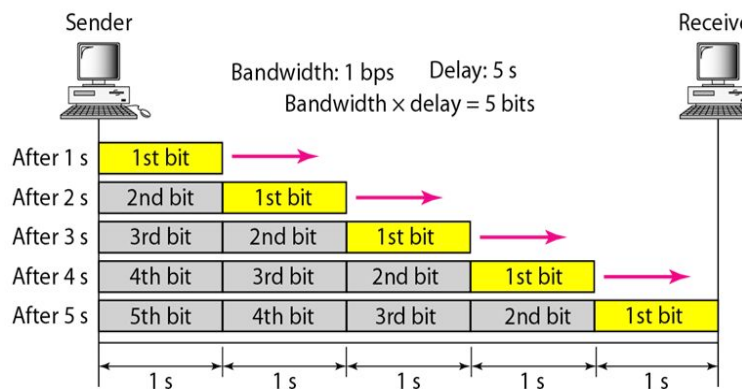 Sender
Receive
Bandwidth: 1 bps Delay: 5 s
Bandwidth × delay = 5 bits
After 1 s 1st bit
After 2 s 2nd bit 1st bit
After 3 s 3rd bit 2nd bit 1st bit
After 4 s 4th bit 3rd bit 2nd bit 1st bit
After 5 s 5th bit 4th bit 3rd bit 2nd bit 1st bit
1 s 1 s 1 s 1 s 1 s